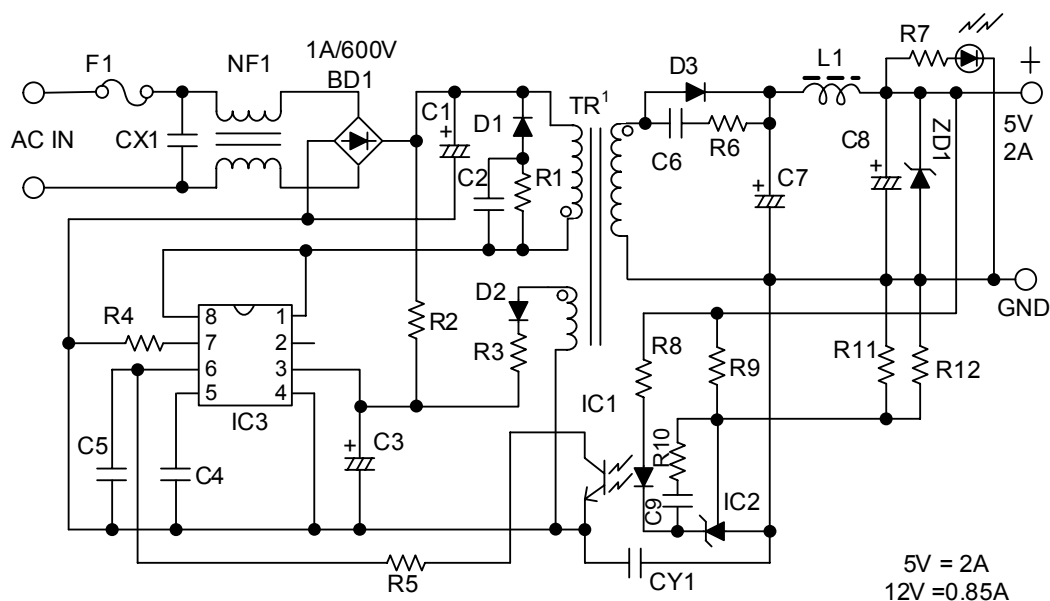 1A/600V
F1
NF1
BD1
C1
D1
TR1
D3
L1
R7
+
AC IN
CX1
+
C2
R1
C6
R6
C7
+
C8
+
ZD1
5V
2A
GND
D2
R2
R3
R4
8
1
7
2
6
3
5
4
IC3
C5
C4
+
C3
IC1
R8
R9
R10
C9
IC2
R11
R12
R5
CY1
5V = 2A
12V =0.85A